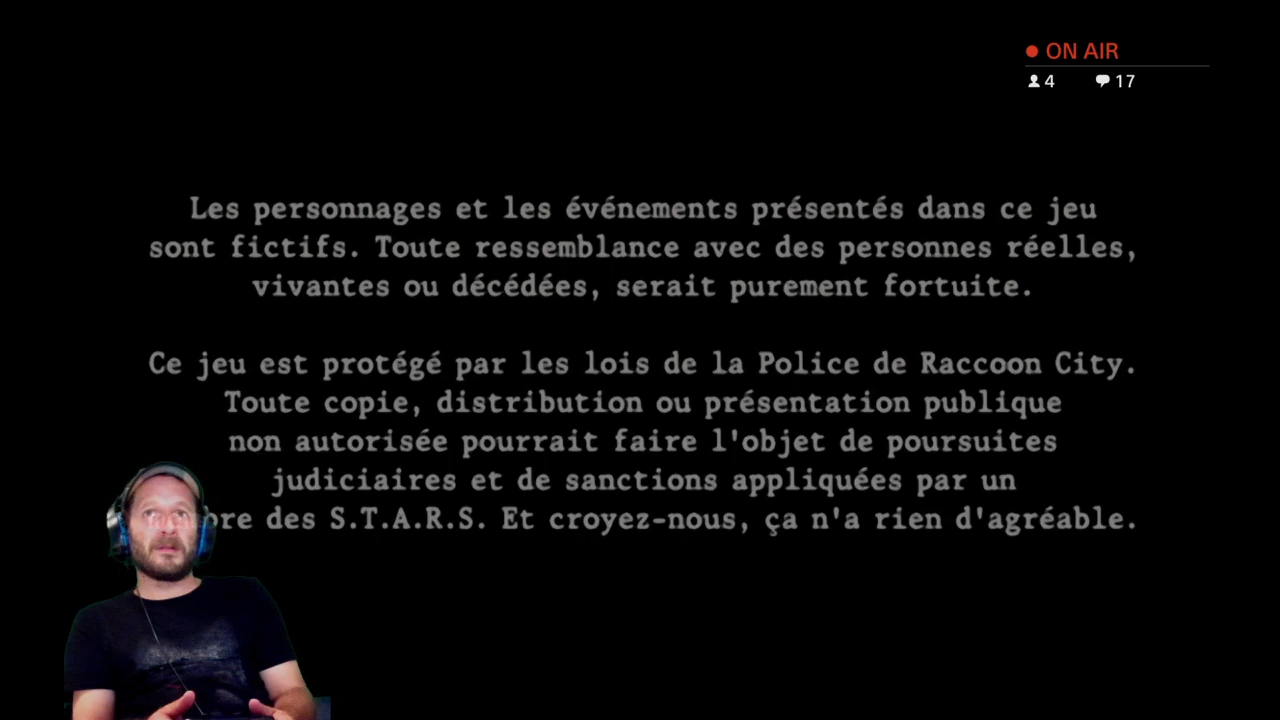 ON AIR
4 17
Les personnages et les événements présentés dans ce jeu
sont fictifs. Toute ressemblance avec des personnes réelles,
vivantes ou décédées, serait purement fortuite.
Ce jeu est protégé par les lois de la Police de Raccoon City.
Toute copie, distribution ou présentation publique
non autorisée pourrait faire l'objet de poursuites
judiciaires et de sanctions appliquées par un
des S.T.A.R.S. Et croyez-nous, ça n'a rien d'agréable.